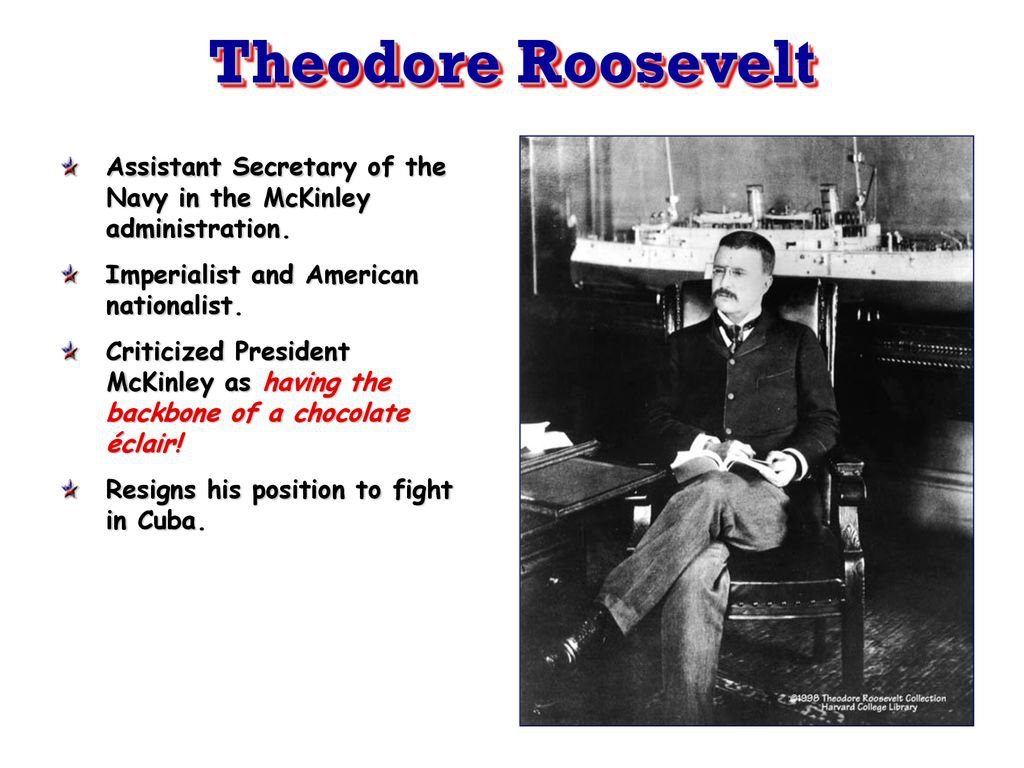 Theodore Roosevelt
Assistant Secretary of the
Navy in the McKinley
administration.
Imperialist and American
nationalist.
Criticized President
McKinley as having the
backbone of a chocolate
éclair!
Resigns his position to fight
in Cuba.
©1998 Theodore Roosevelt Collection
Harvard College Library